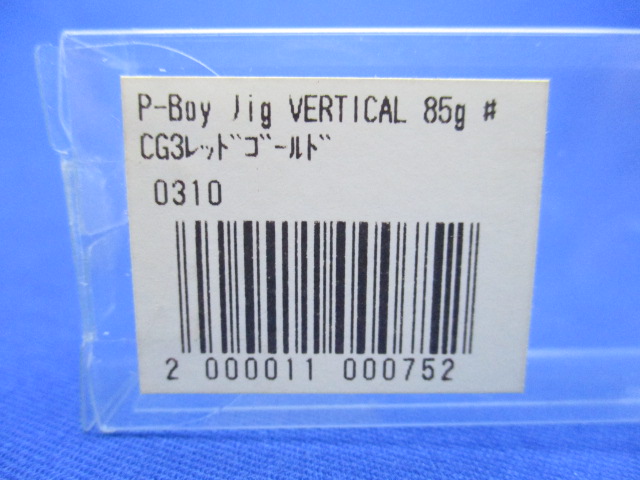 P-Boy Jig VERTICAL 85g #
CG3ﾚｯﾄﾞｺﾞｰﾙﾄﾞ
0310
2 000011 000752